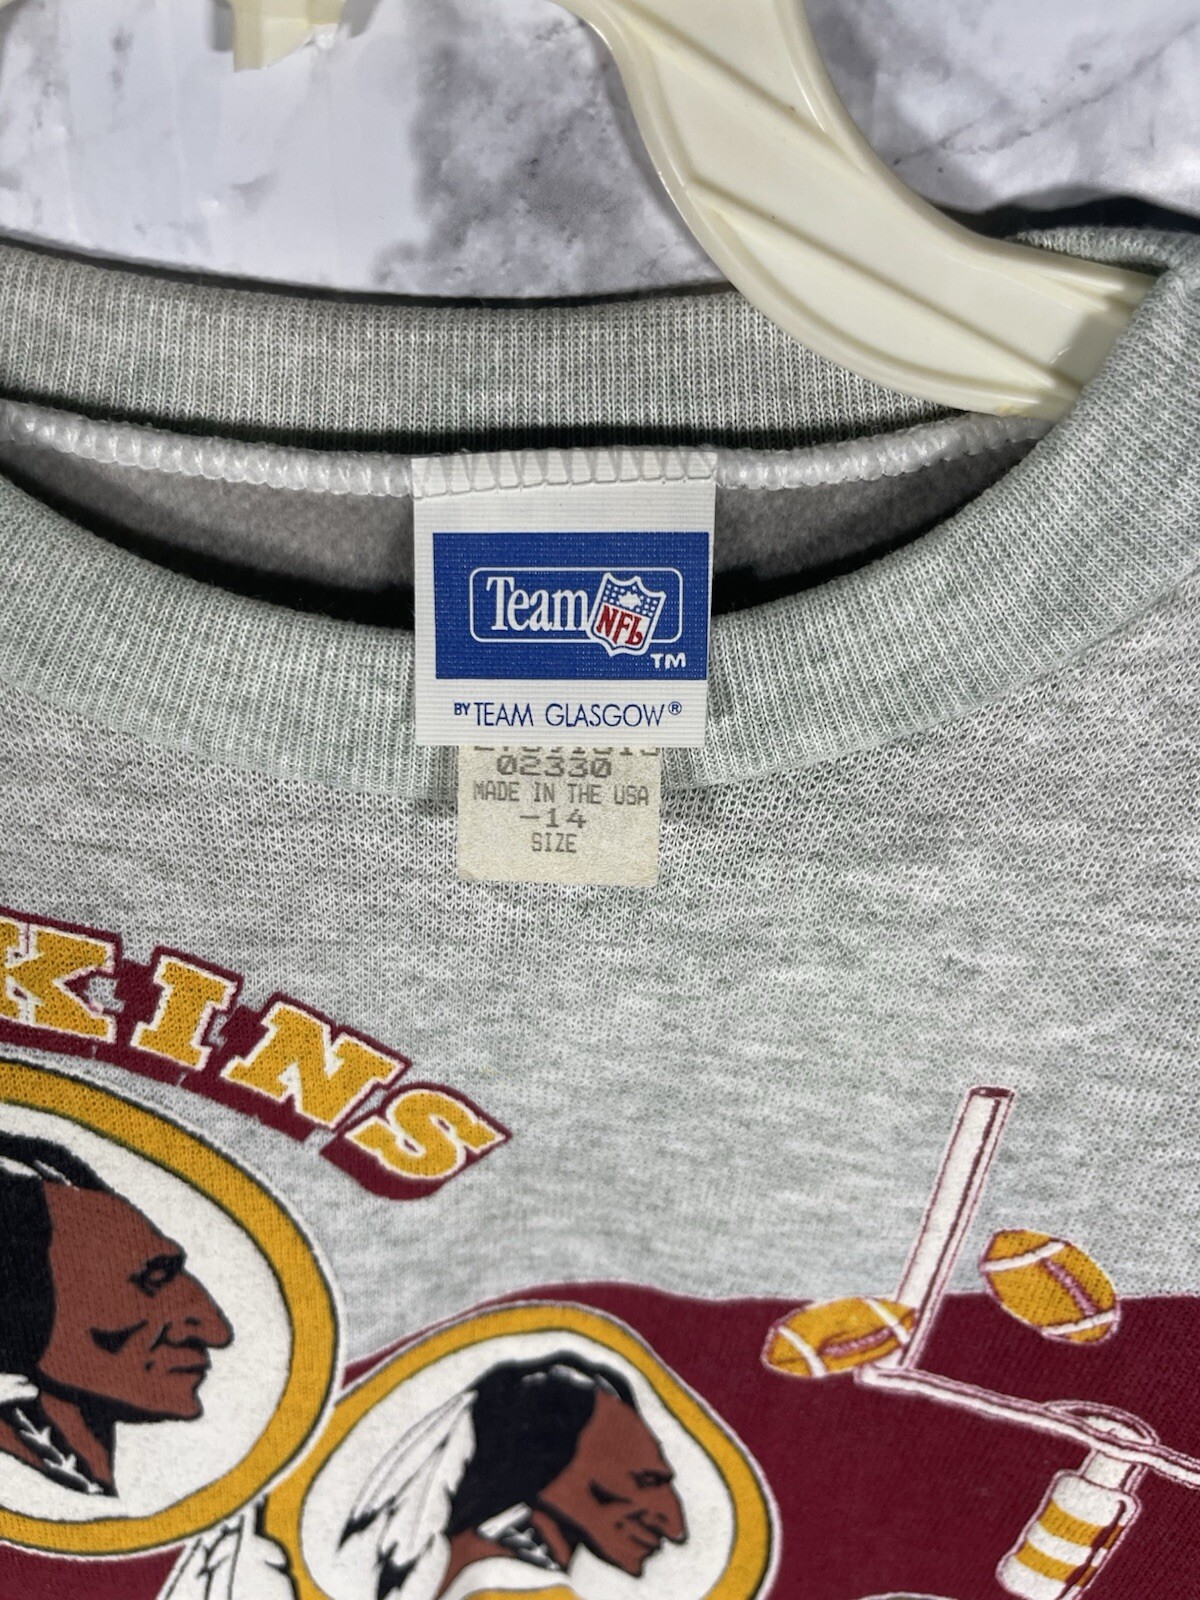 Team NFL
TM
BY TEAM GLASGOW®
02330
MADE IN THE USA
-14
SIZE
KINS